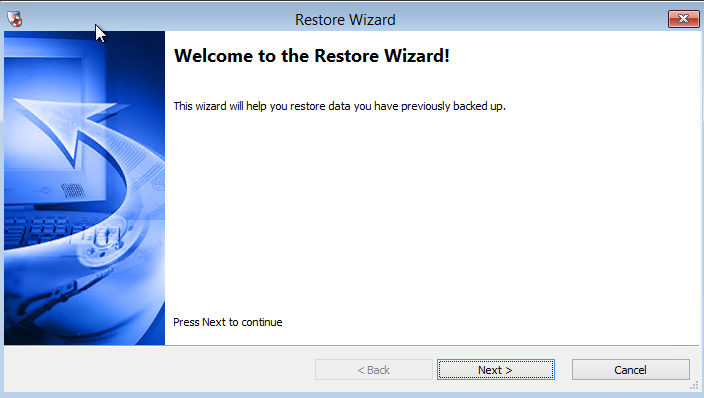 Restore Wizard
Welcome to the Restore Wizard!
This wizard will help you restore data you have previously backed up.
Press Next to continue
< Back
Next >
Cancel